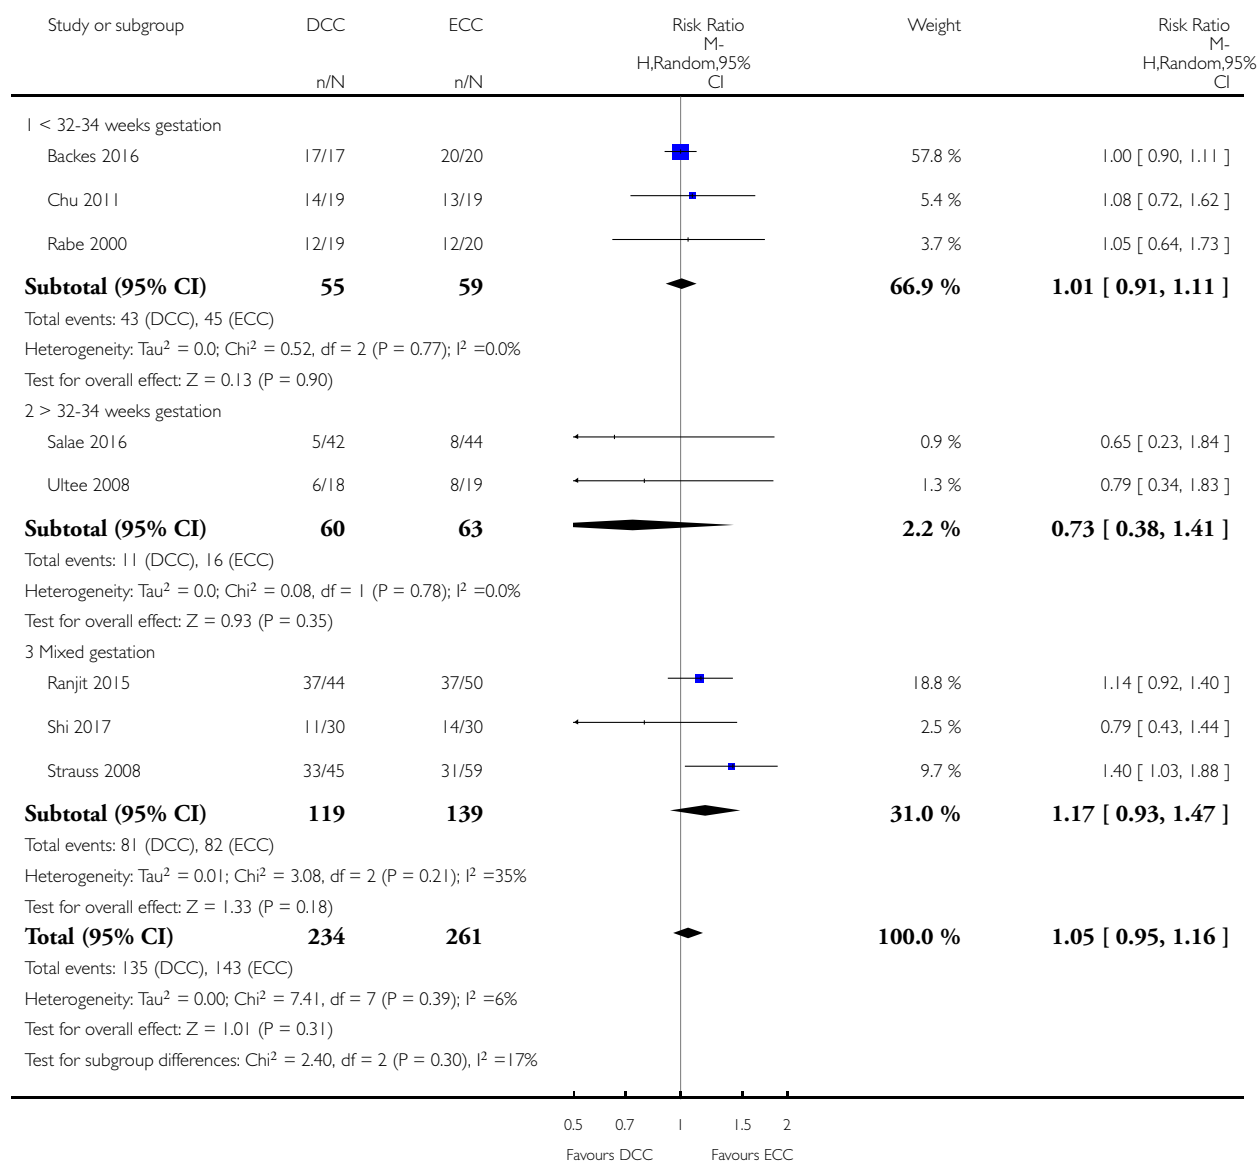 Study or subgroup DCC ECC Risk Ratio Weight Risk Ratio
M- M-
H,Random,95% H,Random,95%
n/N n/N CI CI
1 < 32-34 weeks gestation
Backes 2016 17/17 20/20 57.8 % 1.00 [ 0.90, 1.11 ]
Chu 2011 14/19 13/19 5.4 % 1.08 [ 0.72, 1.62 ]
Rabe 2000 12/19 12/20 3.7 % 1.05 [ 0.64, 1.73 ]
Subtotal (95% CI) 55 59 66.9 % 1.01 [ 0.91, 1.11 ]
Total events: 43 (DCC), 45 (ECC)
Heterogeneity: Tau² = 0.0; Chi² = 0.52, df = 2 (P = 0.77); I² =0.0%
Test for overall effect: Z = 0.13 (P = 0.90)
2 > 32-34 weeks gestation
Salae 2016 5/42 8/44 0.9 % 0.65 [ 0.23, 1.84 ]
Ultee 2008 6/18 8/19 1.3 % 0.79 [ 0.34, 1.83 ]
Subtotal (95% CI) 60 63 2.2 % 0.73 [ 0.38, 1.41 ]
Total events: 11 (DCC), 16 (ECC)
Heterogeneity: Tau² = 0.0; Chi² = 0.08, df = 1 (P = 0.78); I² =0.0%
Test for overall effect: Z = 0.93 (P = 0.35)
3 Mixed gestation
Ranjit 2015 37/44 37/50 18.8 % 1.14 [ 0.92, 1.40 ]
Shi 2017 11/30 14/30 2.5 % 0.79 [ 0.43, 1.44 ]
Strauss 2008 33/45 31/59 9.7 % 1.40 [ 1.03, 1.88 ]
Subtotal (95% CI) 119 139 31.0 % 1.17 [ 0.93, 1.47 ]
Total events: 81 (DCC), 82 (ECC)
Heterogeneity: Tau² = 0.01; Chi² = 3.08, df = 2 (P = 0.21); I² =35%
Test for overall effect: Z = 1.33 (P = 0.18)
Total (95% CI) 234 261 100.0 % 1.05 [ 0.95, 1.16 ]
Total events: 135 (DCC), 143 (ECC)
Heterogeneity: Tau² = 0.00; Chi² = 7.41, df = 7 (P = 0.39); I² =6%
Test for overall effect: Z = 1.01 (P = 0.31)
Test for subgroup differences: Chi² = 2.40, df = 2 (P = 0.30), I² =17%
0.5 0.7 1 1.5 2
Favours DCC Favours ECC